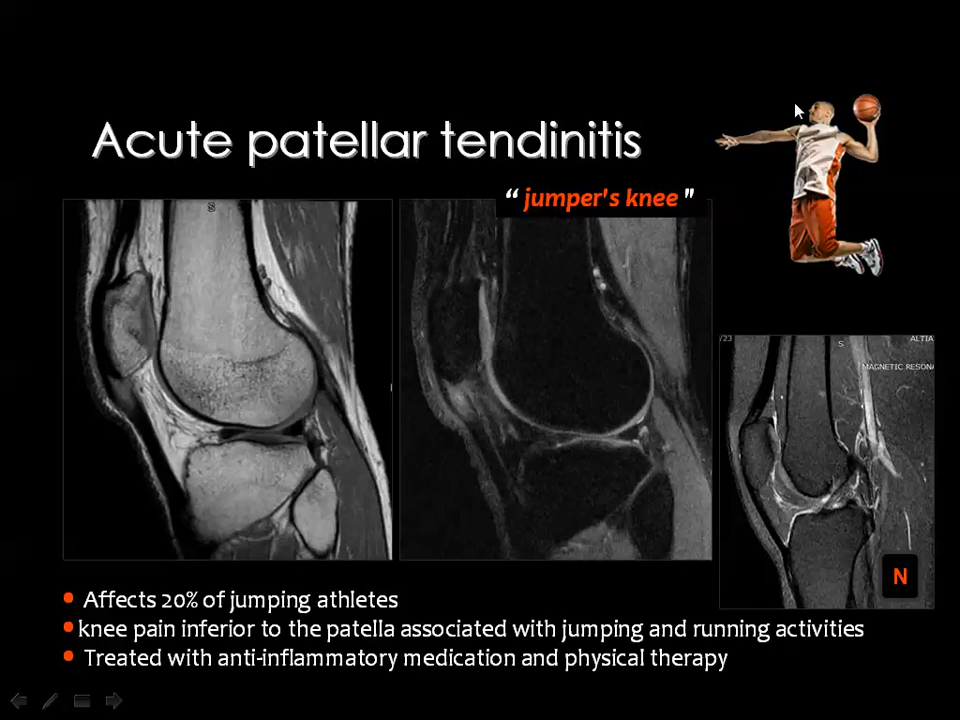 Acute patellar tendinitis
“ jumper's knee "
S
/23
S
ALTIA
MAGNETIC RESON
N
• Affects 20% of jumping athletes
• knee pain inferior to the patella associated with jumping and running activities
• Treated with anti-inflammatory medication and physical therapy